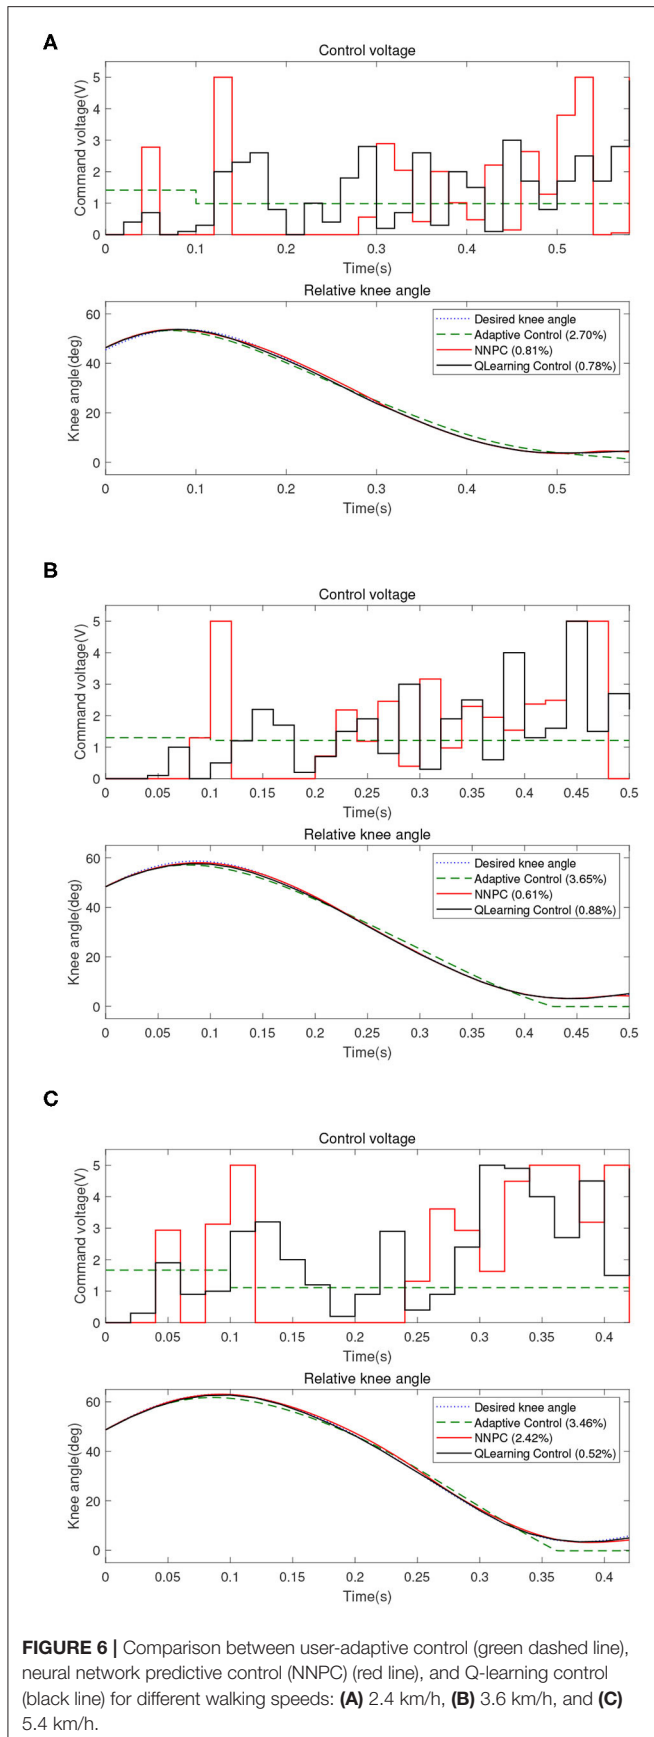 A
Control voltage
5
4
3
2
1
0
Command voltage(V)
0 0.1 0.2 0.3 0.4 0.5
Time(s)
Relative knee angle
60
40
20
0
Knee angle(deg)
Desired knee angle
Adaptive Control (2.70%)
NNPC (0.81%)
QLearning Control (0.78%)
0 0.1 0.2 0.3 0.4 0.5
Time(s)
B
Control voltage
5
4
3
2
1
0
Command voltage(V)
0 0.05 0.1 0.15 0.2 0.25 0.3 0.35 0.4 0.45 0.5
Time(s)
Relative knee angle
60
40
20
0
Knee angle(deg)
Desired knee angle
Adaptive Control (3.65%)
NNPC (0.61%)
QLearning Control (0.88%)
0 0.05 0.1 0.15 0.2 0.25 0.3 0.35 0.4 0.45 0.5
Time(s)
C
Control voltage
5
4
3
2
1
0
Command voltage(V)
0 0.05 0.1 0.15 0.2 0.25 0.3 0.35 0.4
Time(s)
Relative knee angle
60
40
20
0
Knee angle(deg)
Desired knee angle
Adaptive Control (3.46%)
NNPC (2.42%)
QLearning Control (0.52%)
0 0.05 0.1 0.15 0.2 0.25 0.3 0.35 0.4
Time(s)
FIGURE 6 | Comparison between user-adaptive control (green dashed line),
neural network predictive control (NNPC) (red line), and Q-learning control
(black line) for different walking speeds: (A) 2.4 km/h, (B) 3.6 km/h, and (C)
5.4 km/h.